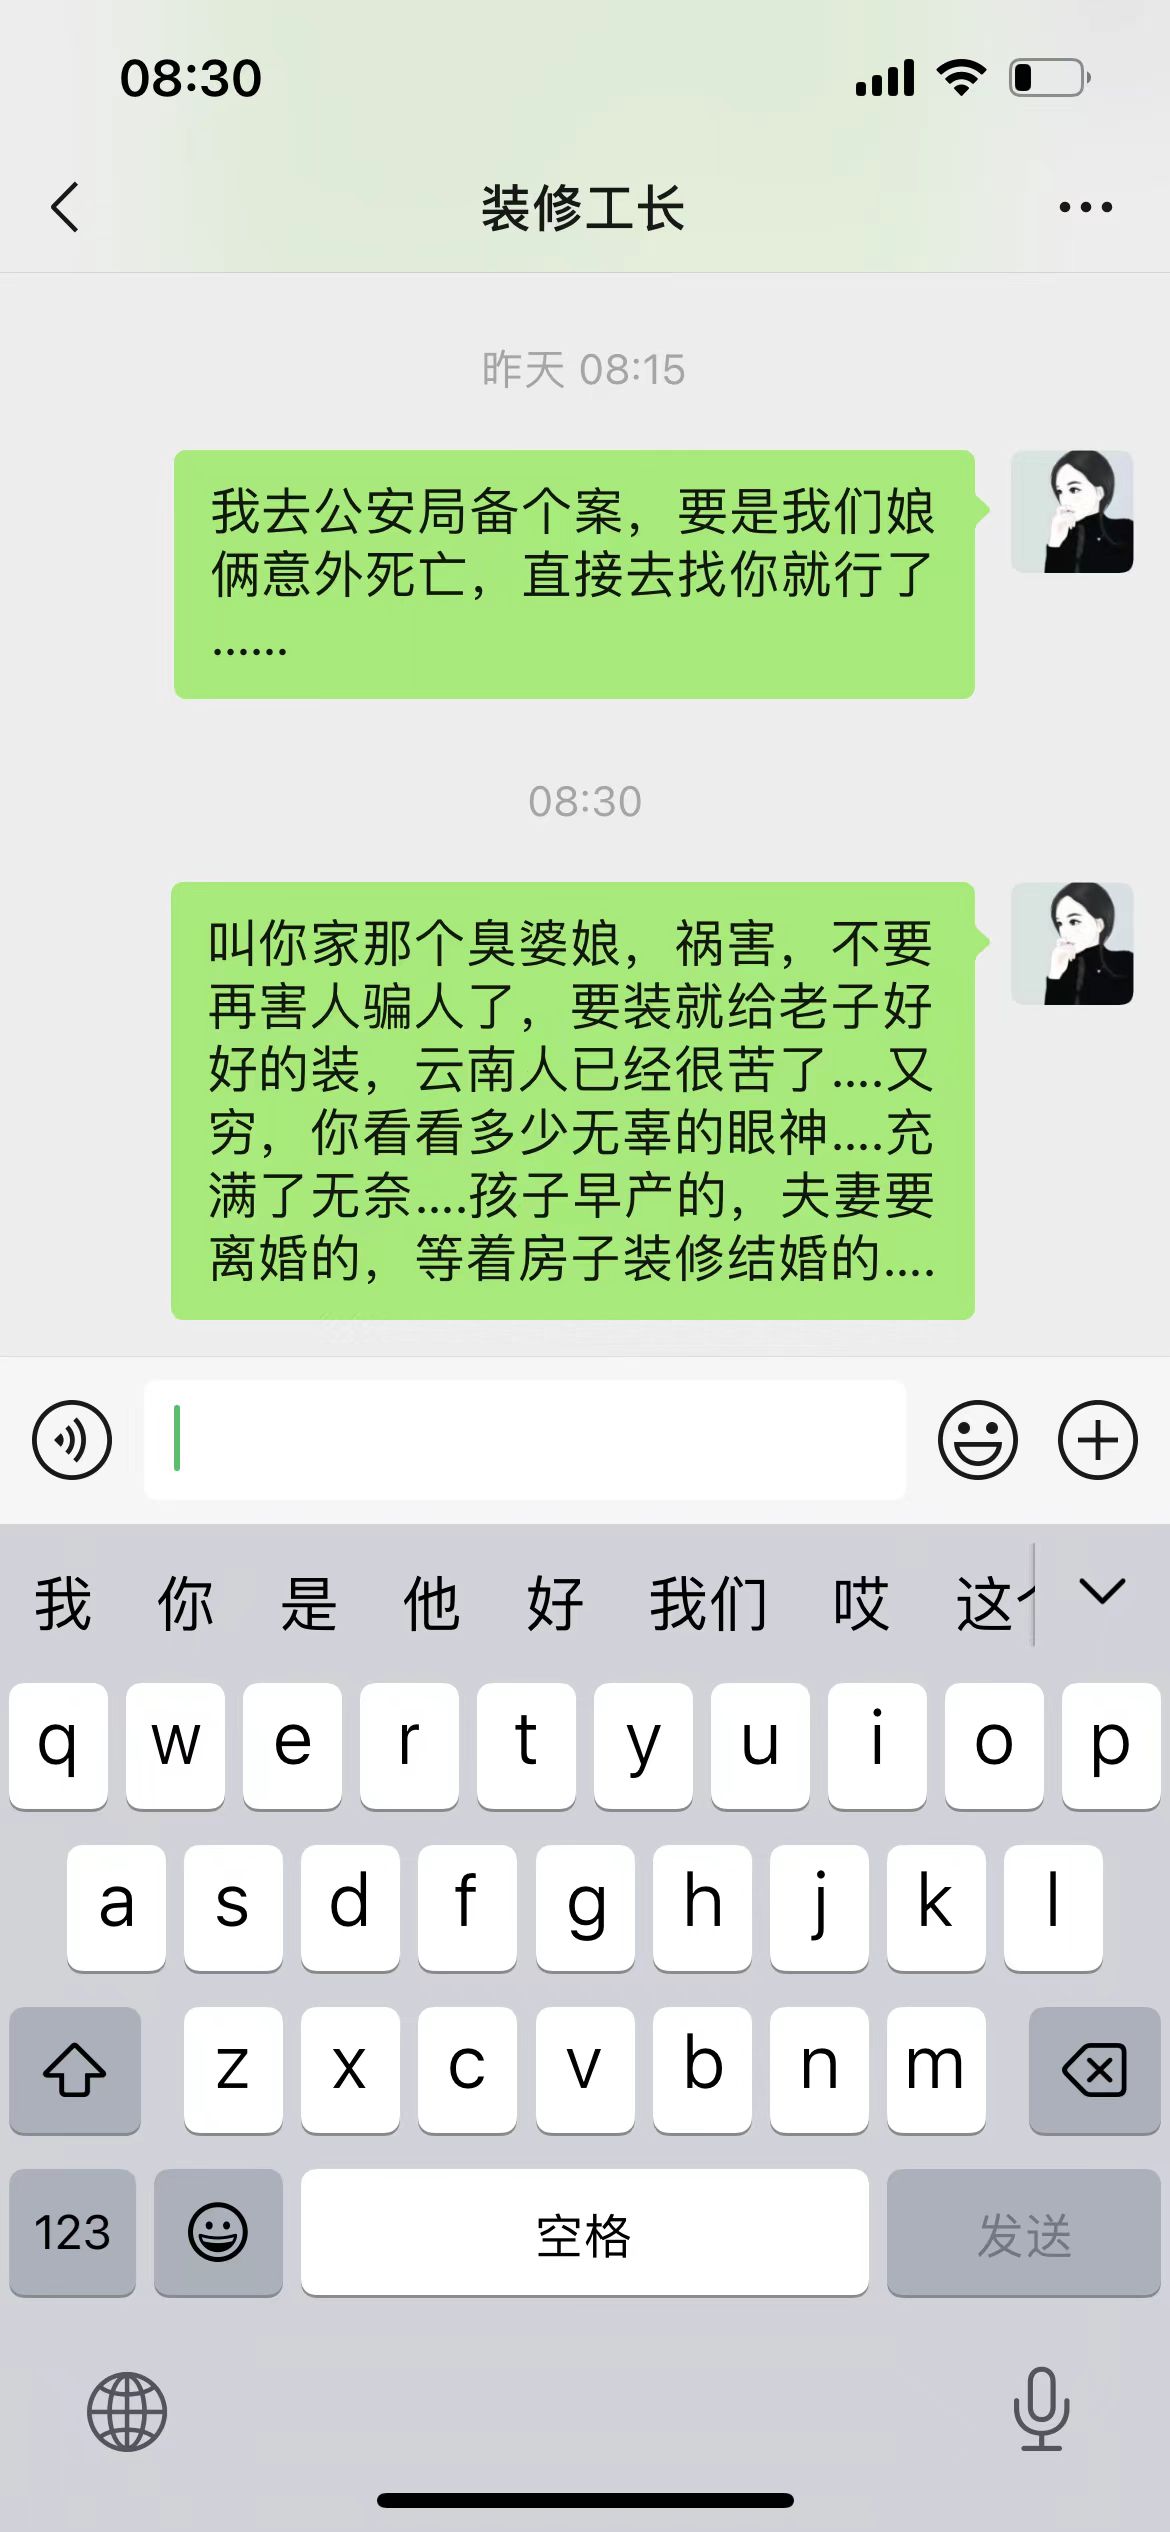 08:30
装修工长
昨天 08:15
我去公安局备个案，要是我们娘
俩意外死亡，直接去找你就行了
……
08:30
叫你家那个臭婆娘，祸害，不要
再害人骗人了，要装就给老子好
好的装，云南人已经很苦了....又
穷，你看看多少无辜的眼神....充
满了无奈....孩子早产的，夫妻要
离婚的，等着房子装修结婚的....
我 你 是 他 好 我们 哎 这
q w e r t y u i o p
a s d f g h j k l
z x c v b n m
123 空格 发送